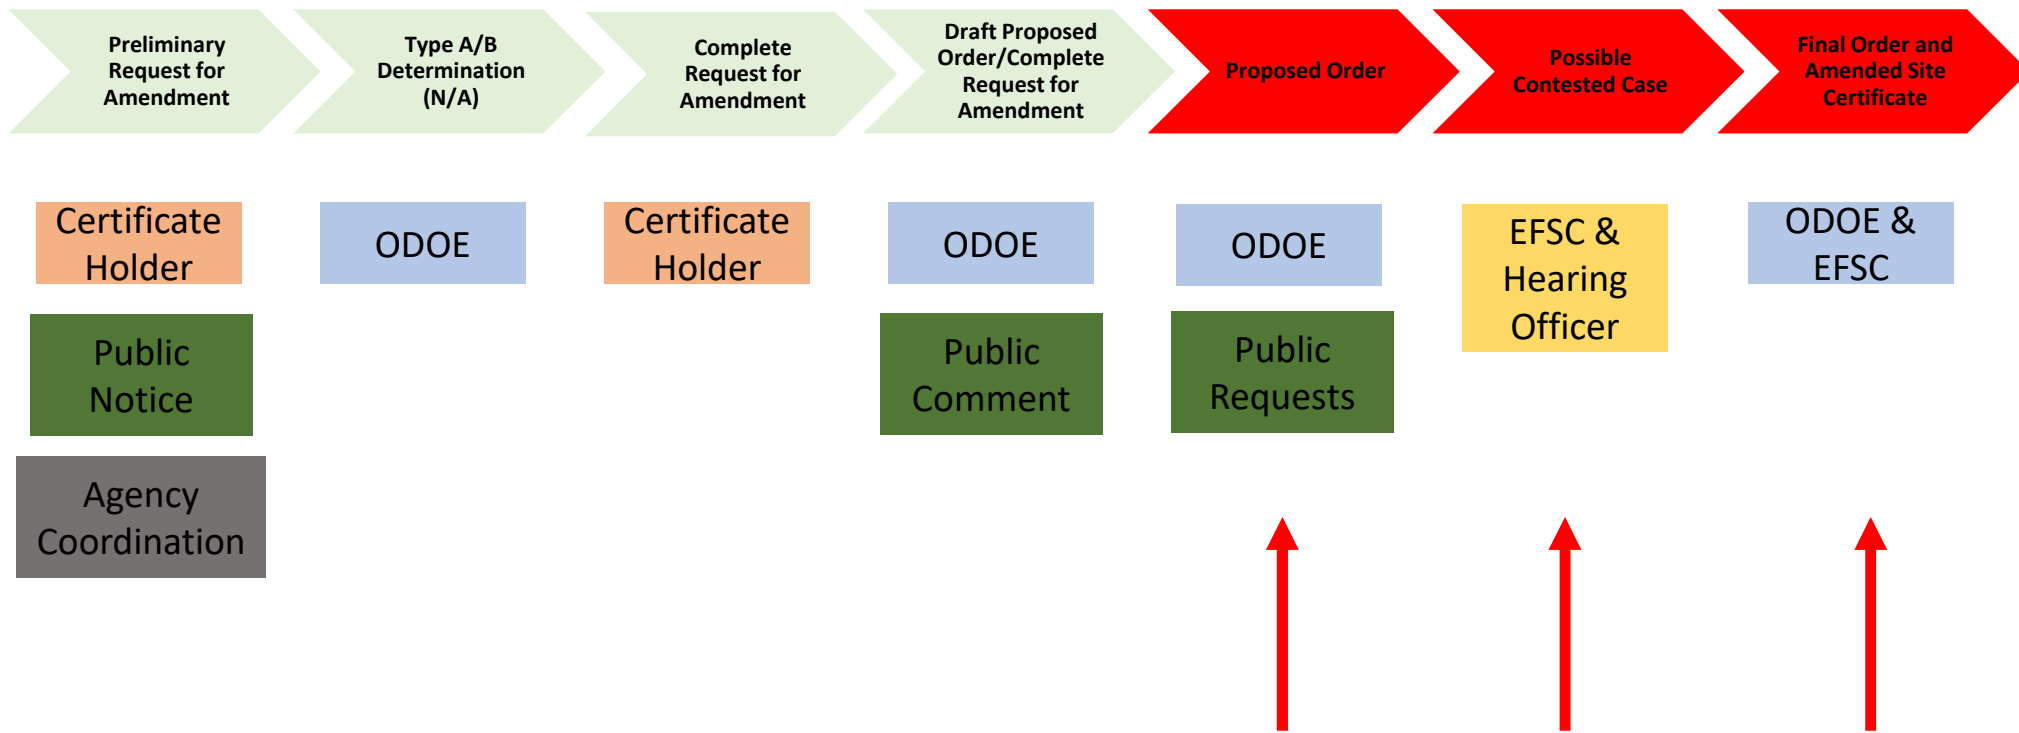 Preliminary
Request for
Amendment
Type A/B
Determination
(N/A)
Complete
Request for
Amendment
Draft Proposed
Order/Complete
Request for
Amendment
Proposed Order
Possible
Contested Case
Final Order and
Amended Site
Certificate
Certificate
Holder
ODOE
Certificate
Holder
ODOE
ODOE
EFSC &
Hearing
Officer
ODOE &
EFSC
Public
Notice
Public
Comment
Public
Requests
Agency
Coordination